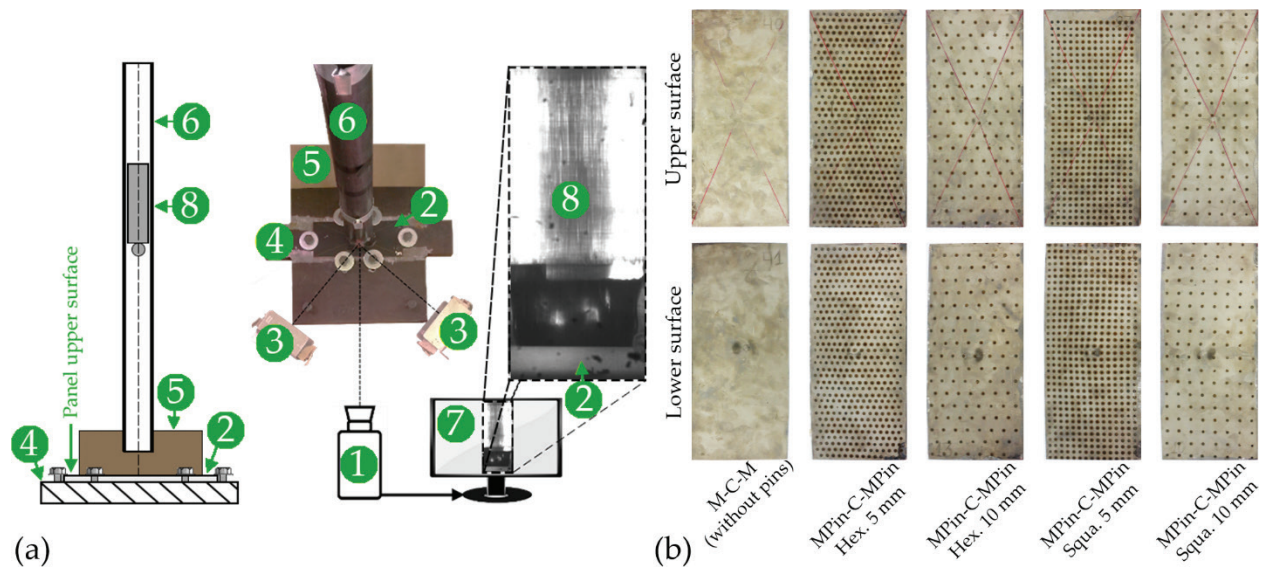 6
8
5
2
4
Panel upper surface
6
5
2
4
3
3
1
7
8
2
(a)
Upper surface
Lower surface
40
41
M-C-M
(without pins)
MPin-C-MPin
Hex. 5 mm
MPin-C-MPin
Hex. 10 mm
MPin-C-MPin
Squa. 5 mm
MPin-C-MPin
Squa. 10 mm
(b)